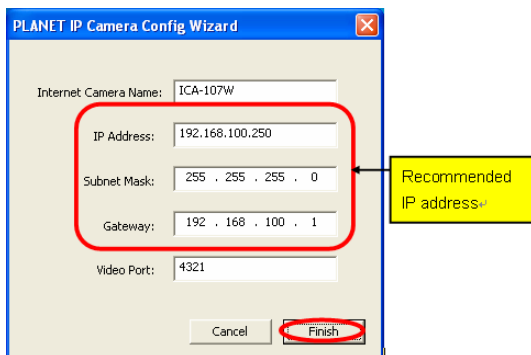 PLANET IP Camera Config Wizard
Internet Camera Name: ICA-107W
IP Address: 192.168.100.250
Subnet Mask: 255 . 255 . 255 . 0
Gateway: 192 . 168 . 100 . 1
Video Port: 4321
Cancel Finish
Recommended
IP address